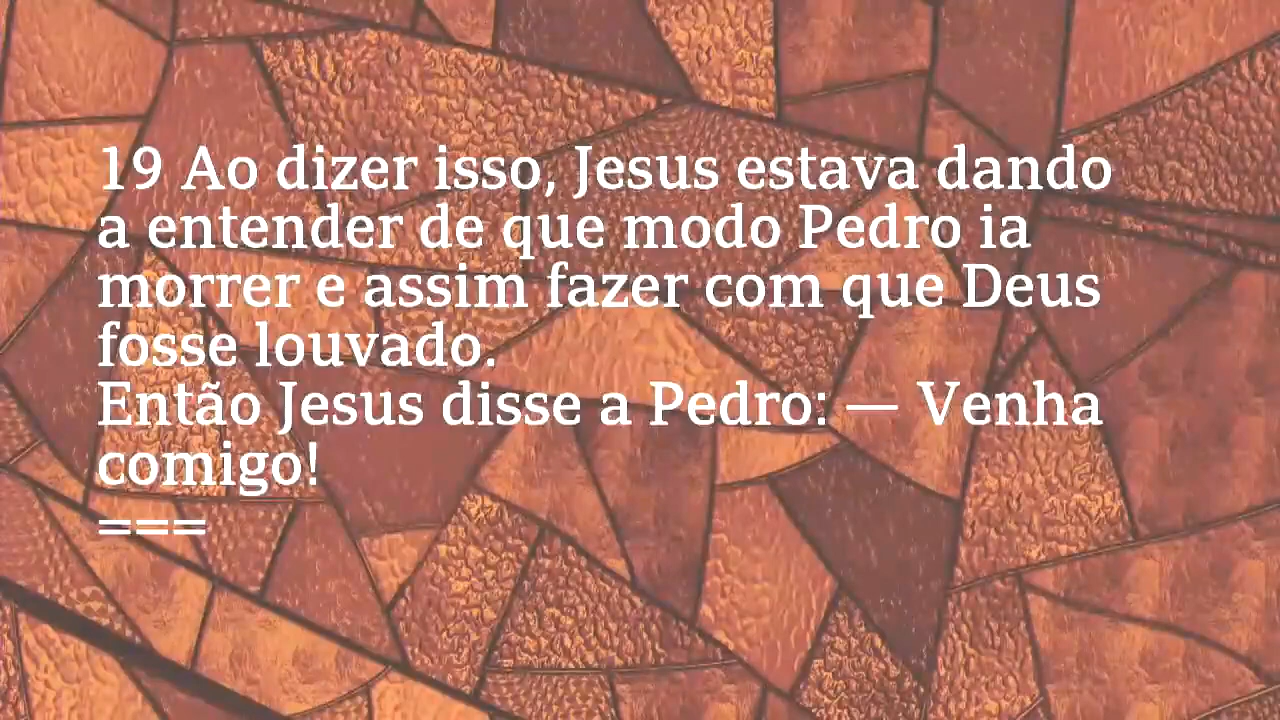 19 Ao dizer isso, Jesus estava dando
a entender de que modo Pedro ia
morrer e assim fazer com que Deus
fosse louvado.
Então Jesus disse a Pedro: — Venha
comigo!
===